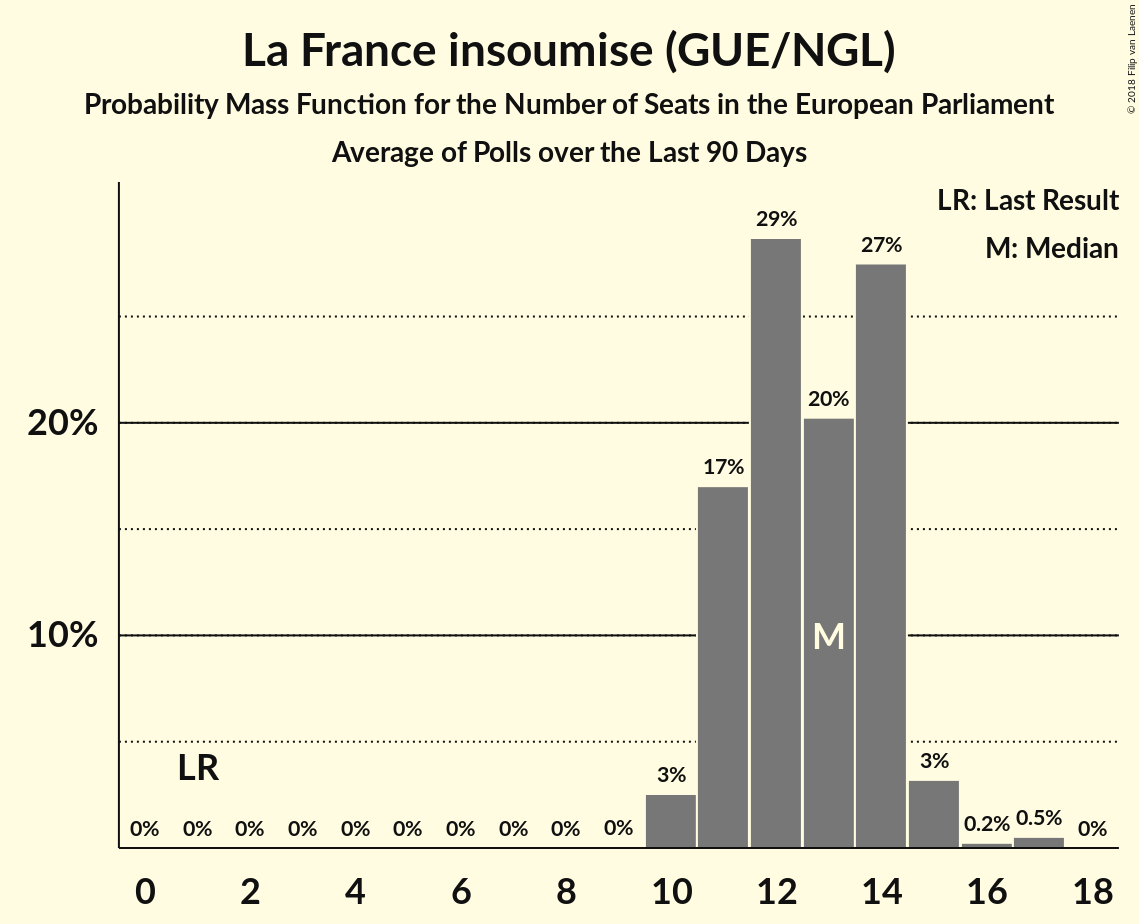 La France insoumise (GUE/NGL)
Probability Mass Function for the Number of Seats in the European Parliament
Average of Polls over the Last 90 Days
© 2018 Filip van Laenen
LR: Last Result
M: Median
29%
27%
20%
20%
17%
10%
M
LR
3%
3%
0% 0% 0% 0% 0% 0% 0% 0% 0% 0% 0.2% 0.5% 0%
0 2 4 6 8 10 12 14 16 18